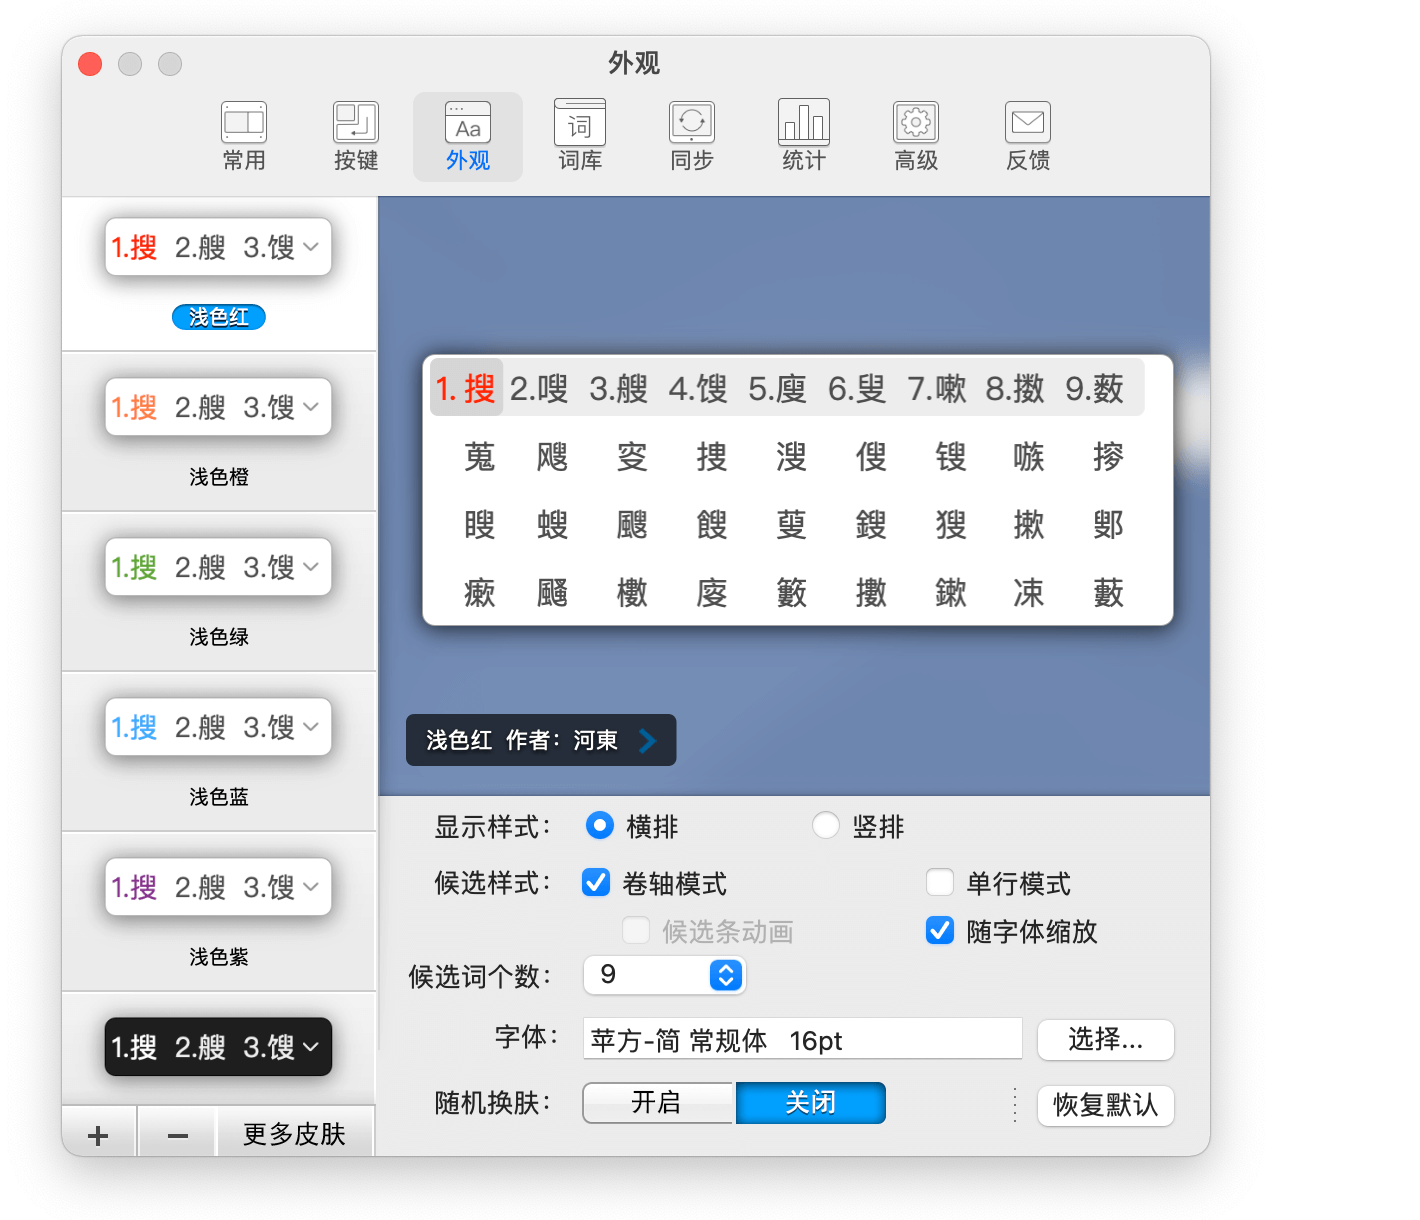 外观
常用 按键 Aa 外观 词 词库 同步 统计 高级 反馈
1.搜 2.艘 3.馊
浅色红
1.搜 2.艘 3.馊
浅色橙
1.搜 2.艘 3.馊
浅色绿
1.搜 2.艘 3.馊
浅色蓝
1.搜 2.艘 3.馊
浅色紫
1.搜 2.艘 3.馊
+ − 更多皮肤
1. 搜 2.嗖 3.艘 4.馊 5.廋 6.叟 7.嗽 8.擞 9.薮
蒐 飕 窔 捜 溲 傁 锼 嗾 摉
瞍 螋 颼 餿 蓃 鎪 獀 摗 鄋
瘶 飉 櫢 廀 籔 擻 鏉 涑 藪
浅色红 作者：河東
显示样式： 横排 竖排
候选样式： 卷轴模式 单行模式
候选条动画 随字体缩放
候选词个数： 9
字体： 苹方-简 常规体 16pt 选择...
随机换肤： 开启 关闭 恢复默认